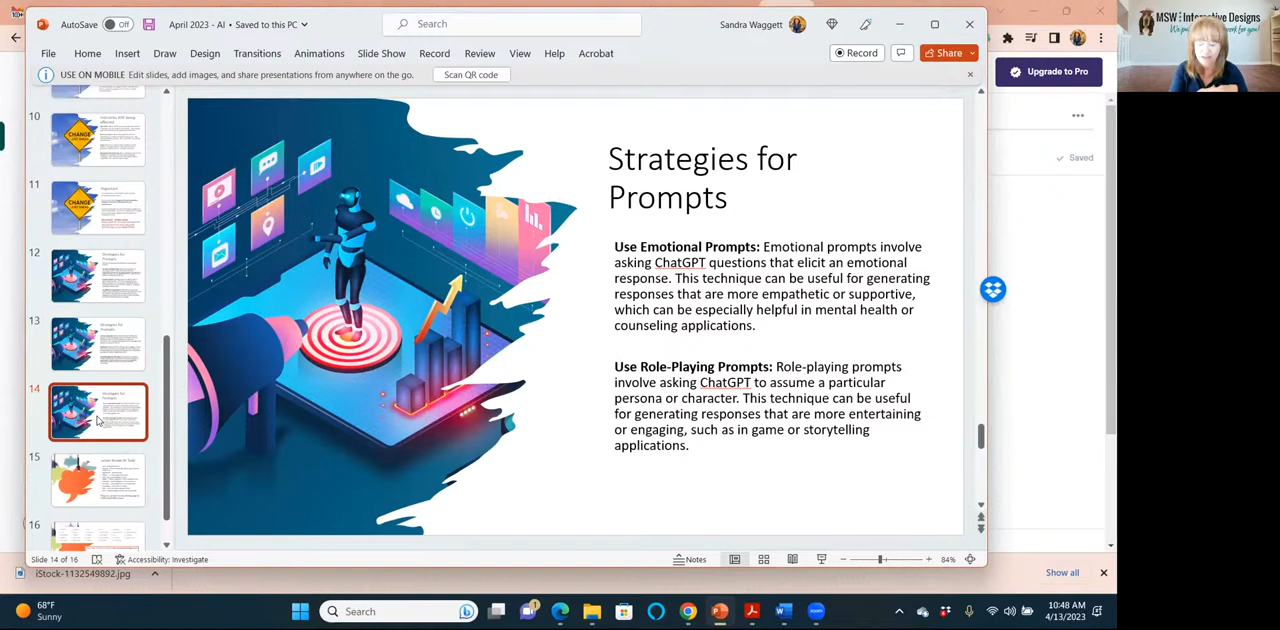 AutoSave Off April 2023 - AI • Saved to this PC Search Sandra Waggett
File Home Insert Draw Design Transitions Animations Slide Show Record Review View Help Acrobat Record Share
USE ON MOBILE Edit slides, add images, and share presentations from anywhere on the go. Scan QR code
MSW Interactive Designs
Upgrade to Pro
Saved
10
CHANGE
11
CHANGE
12
13
14
15
16
Strategies for
Prompts
Use Emotional Prompts: Emotional prompts involve
asking ChatGPT questions that elicit an emotional
response. This technique can be useful for generating
responses that are more empathetic or supportive,
which can be especially helpful in mental health or
counseling applications.
Use Role-Playing Prompts: Role-playing prompts
involve asking ChatGPT to assume a particular
persona or character. This technique can be useful
for generating responses that are more entertaining
or engaging, such as in game or storytelling
applications.
Slide 14 of 16 Accessibility: Investigate Notes 84%
iStock-1132549892.jpg Show all
68°F
Sunny
Search
10:48 AM
4/13/2023